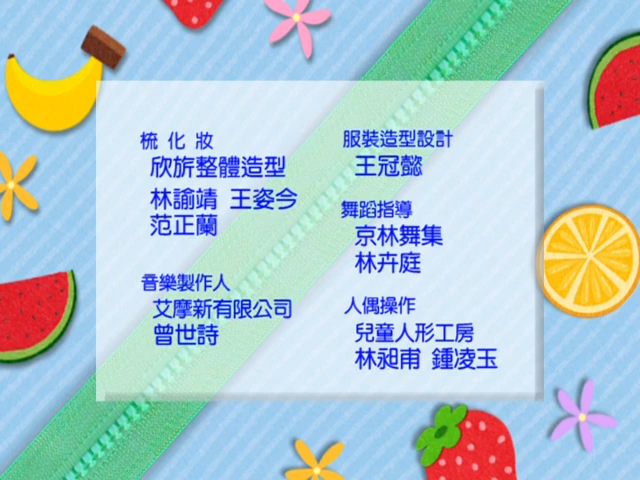 梳 化 妝
欣旂整體造型
林諭靖 王姿今
范正蘭
音樂製作人
艾摩新有限公司
曾世詩
服裝造型設計
王冠懿
舞蹈指導
京林舞集
林卉庭
人偶操作
兒童人形工房
林昶甫 鍾凌玉